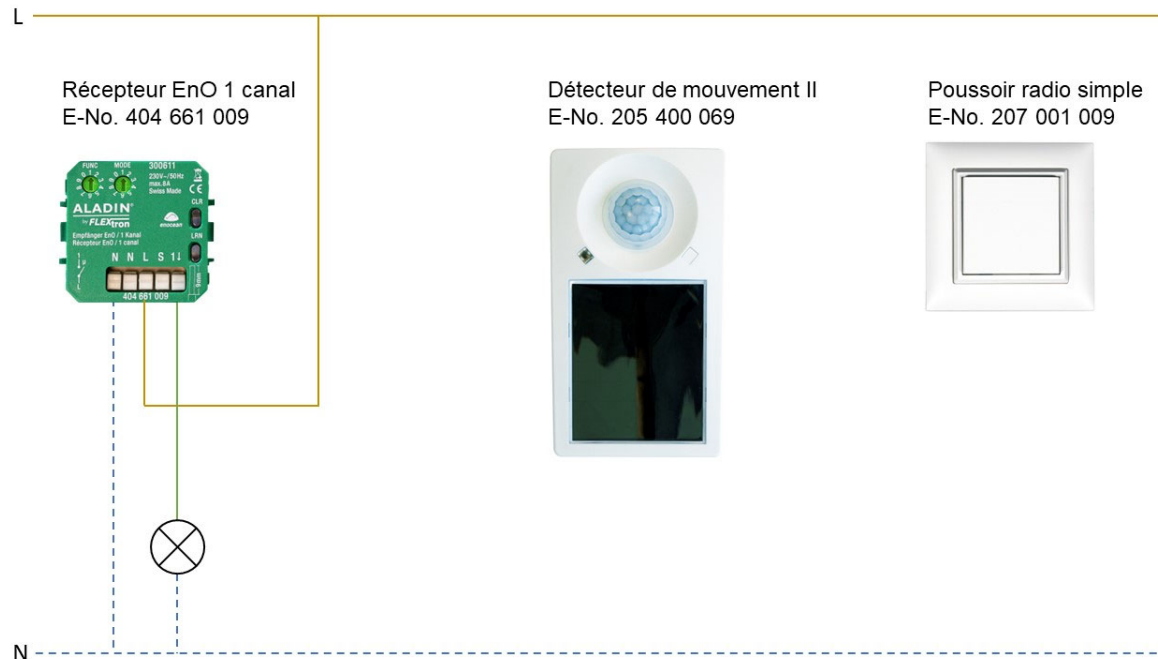 L
Récepteur EnO 1 canal
E-No. 404 661 009
Détecteur de mouvement II
E-No. 205 400 069
Poussoir radio simple
E-No. 207 001 009
FUNC MODE 300611
230V~/50Hz
max. 8A
Swiss Made
CE
CLR
ALADIN®
by FLEXtron
enocean
LRN
Empfänger EnO / 1 Kanal
Récepteur EnO / 1 canal
N N L S 1↓
404 661 009
N